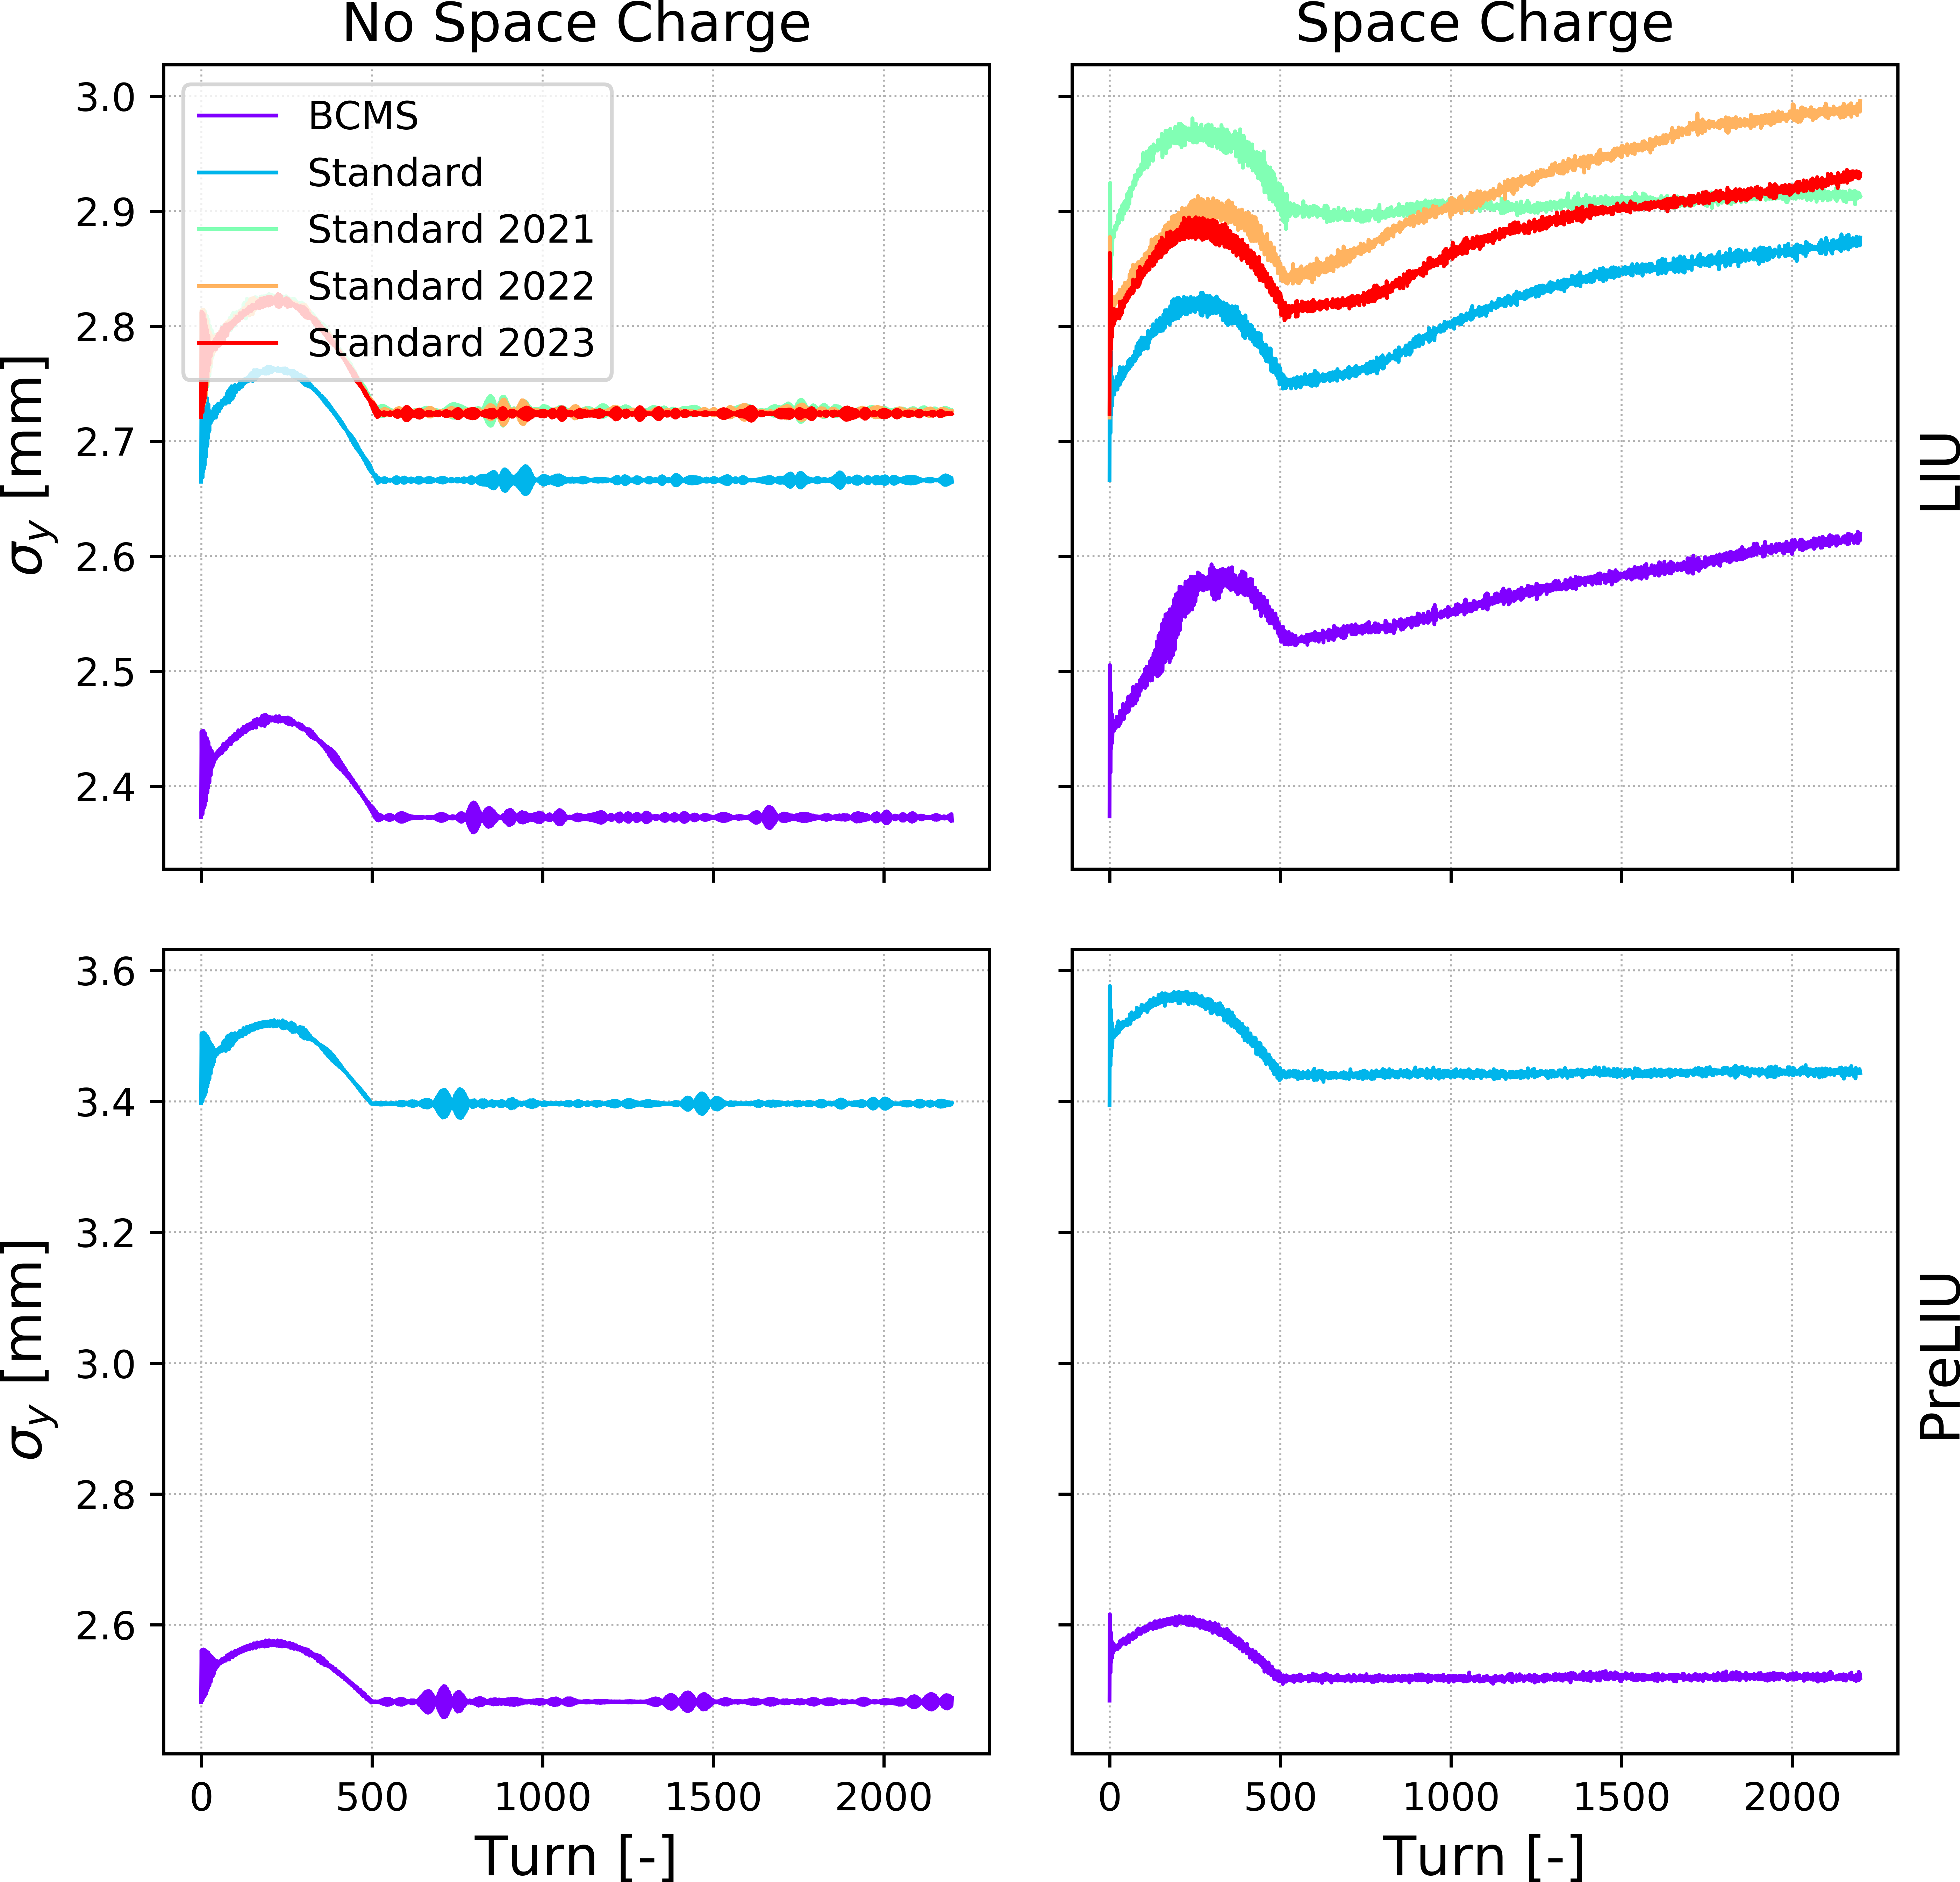 No Space Charge
Space Charge
3.0
2.9
2.8
2.7
2.6
2.5
2.4
σy [mm]
BCMS
Standard
Standard 2021
Standard 2022
Standard 2023
LIU
3.6
3.4
3.2
3.0
2.8
2.6
σy [mm]
PreLIU
0 500 1000 1500 2000
0 500 1000 1500 2000
Turn [-]
Turn [-]